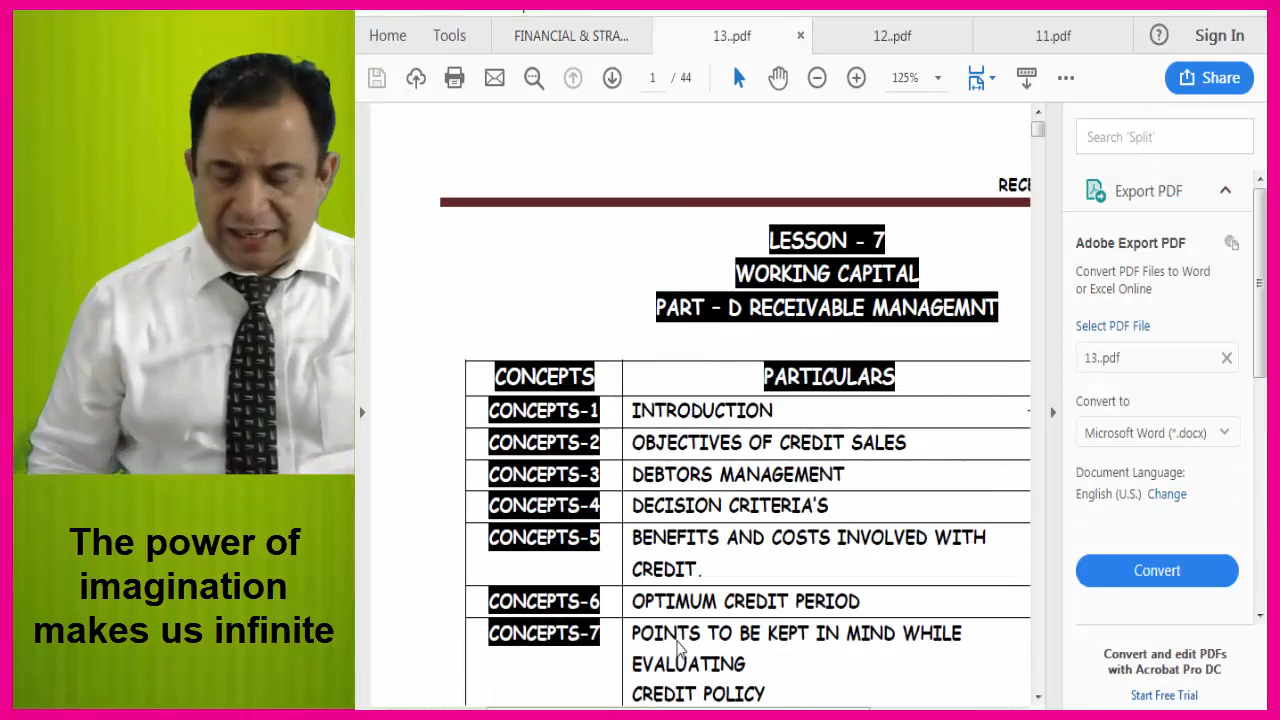 Home
Tools
FINANCIAL & STRA...
13..pdf
12.pdf
11.pdf
Sign In
1 / 44
125%
Share
Search 'Split'
Export PDF
Adobe Export PDF
Convert PDF Files to Word
or Excel Online
Select PDF File
13..pdf
Convert to
Microsoft Word (*.docx)
Document Language:
English (U.S.) Change
Convert
Convert and edit PDFs
with Acrobat Pro DC
Start Free Trial
RECE
LESSON - 7
WORKING CAPITAL
PART - D RECEIVABLE MANAGEMNT
CONCEPTS PARTICULARS
CONCEPTS-1 INTRODUCTION
CONCEPTS-2 OBJECTIVES OF CREDIT SALES
CONCEPTS-3 DEBTORS MANAGEMENT
CONCEPTS-4 DECISION CRITERIA'S
CONCEPTS-5 BENEFITS AND COSTS INVOLVED WITH
CREDIT.
CONCEPTS-6 OPTIMUM CREDIT PERIOD
CONCEPTS-7 POINTS TO BE KEPT IN MIND WHILE
EVALUATING
CREDIT POLICY
The power of
imagination
makes us infinite